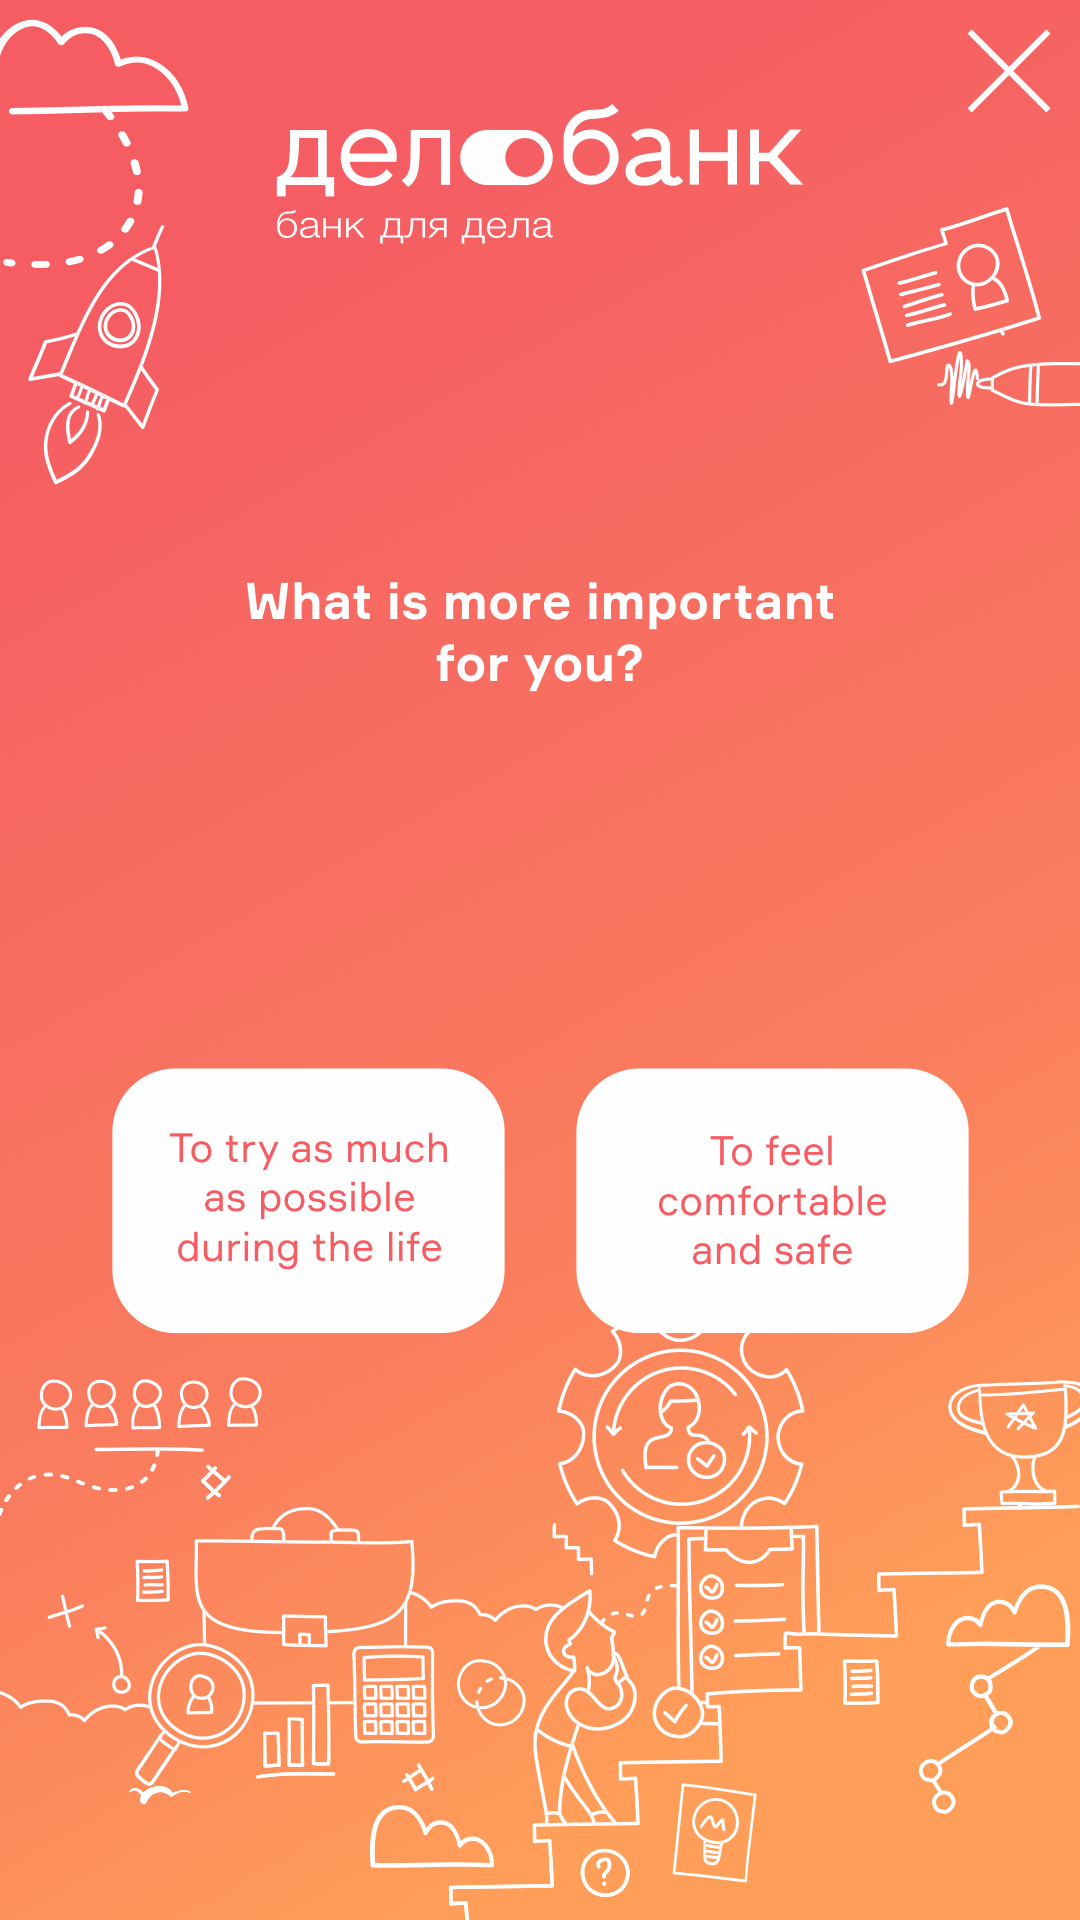 делобанк
банк для дела
What is more important
for you?
To try as much
as possible
during the life
To feel
comfortable
and safe
?